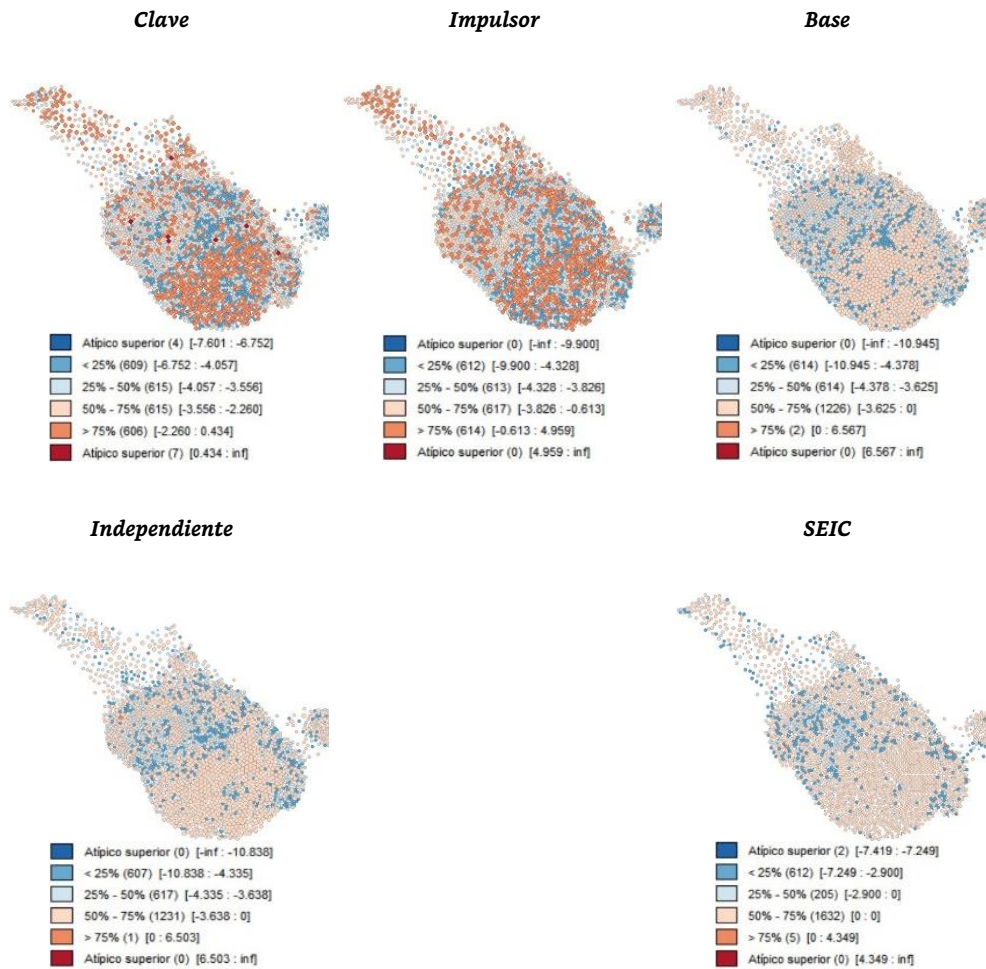 Clave
Impulsor
Base
Atípico superior (4) [-7.601 : -6.752]
< 25% (609) [-6.752 : -4.057]
25% - 50% (615) [-4.057 : -3.556]
50% - 75% (615) [-3.556 : -2.260]
> 75% (606) [-2.260 : 0.434]
Atípico superior (7) [0.434 : inf]
Atípico superior (0) [-inf : -9.900]
< 25% (612) [-9.900 : -4.328]
25% - 50% (613) [-4.328 : -3.826]
50% - 75% (617) [-3.826 : -0.613]
> 75% (614) [-0.613 : 4.959]
Atípico superior (0) [4.959 : inf]
Atípico superior (0) [-inf : -10.945]
< 25% (614) [-10.945 : -4.378]
25% - 50% (614) [-4.378 : -3.625]
50% - 75% (1226) [-3.625 : 0]
> 75% (2) [0 : 6.567]
Atípico superior (0) [6.567 : inf]
Independiente
SEIC
Atípico superior (0) [-inf : -10.838]
< 25% (607) [-10.838 : -4.335]
25% - 50% (617) [-4.335 : -3.638]
50% - 75% (1231) [-3.638 : 0]
> 75% (1) [0 : 6.503]
Atípico superior (0) [6.503 : inf]
Atípico superior (2) [-7.419 : -7.249]
< 25% (612) [-7.249 : -2.900]
25% - 50% (205) [-2.900 : 0]
50% - 75% (1632) [0 : 0]
> 75% (5) [0 : 4.349]
Atípico superior (0) [4.349 : inf]